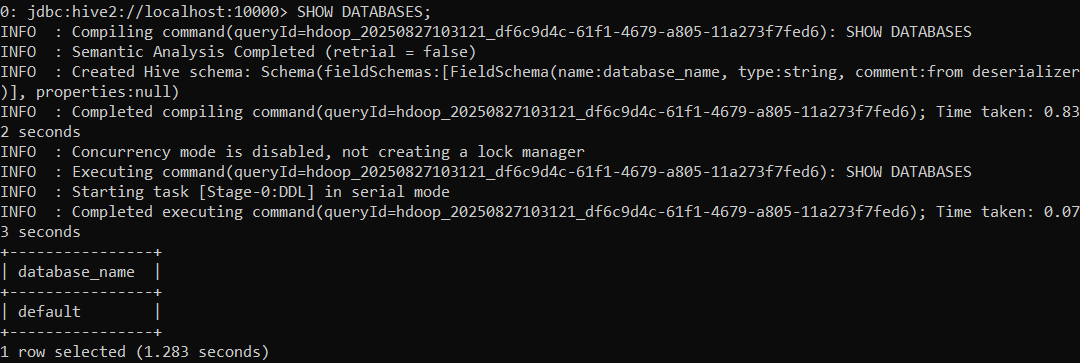 0: jdbc:hive2://localhost:10000> SHOW DATABASES;
INFO  : Compiling command(queryId=hdoop_20250827103121_df6c9d4c-61f1-4679-a805-11a273f7fed6): SHOW DATABASES
INFO  : Semantic Analysis Completed (retrial = false)
INFO  : Created Hive schema: Schema(fieldSchemas:[FieldSchema(name:database_name, type:string, comment:from deserializer
)], properties:null)
INFO  : Completed compiling command(queryId=hdoop_20250827103121_df6c9d4c-61f1-4679-a805-11a273f7fed6); Time taken: 0.83
2 seconds
INFO  : Concurrency mode is disabled, not creating a lock manager
INFO  : Executing command(queryId=hdoop_20250827103121_df6c9d4c-61f1-4679-a805-11a273f7fed6): SHOW DATABASES
INFO  : Starting task [Stage-0:DDL] in serial mode
INFO  : Completed executing command(queryId=hdoop_20250827103121_df6c9d4c-61f1-4679-a805-11a273f7fed6); Time taken: 0.07
3 seconds
+----------------+
| database_name  |
+----------------+
| default        |
+----------------+
1 row selected (1.283 seconds)